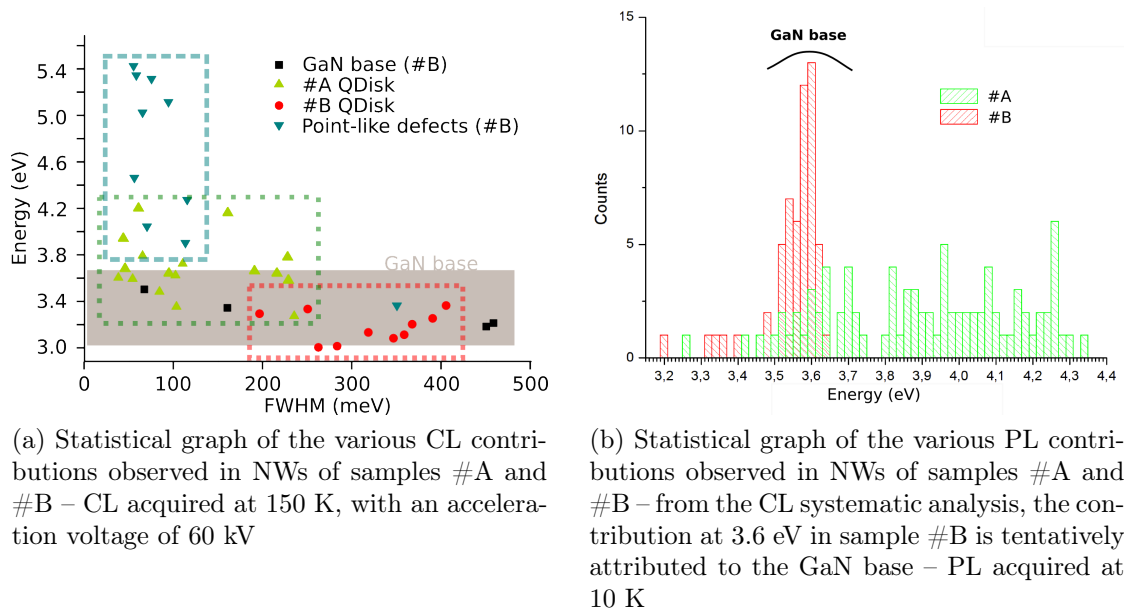 5.4
5.0
4.6
4.2
3.8
3.4
3.0
Energy (eV)
0
100
200
300
400
500
FWHM (meV)
GaN base (#B)
#A QDisk
#B QDisk
Point-like defects (#B)
GaN base
(a) Statistical graph of the various CL contri-
butions observed in NWs of samples #A and
#B – CL acquired at 150 K, with an accelera-
tion voltage of 60 kV
15
10
5
0
Counts
3,2
3,3
3,4
3,5
3,6
3,7
3,8
3,9
4,0
4,1
4,2
4,3
4,4
Energy (eV)
GaN base
#A
#B
(b) Statistical graph of the various PL contri-
butions observed in NWs of samples #A and
#B – from the CL systematic analysis, the con-
tribution at 3.6 eV in sample #B is tentatively
attributed to the GaN base – PL acquired at
10 K